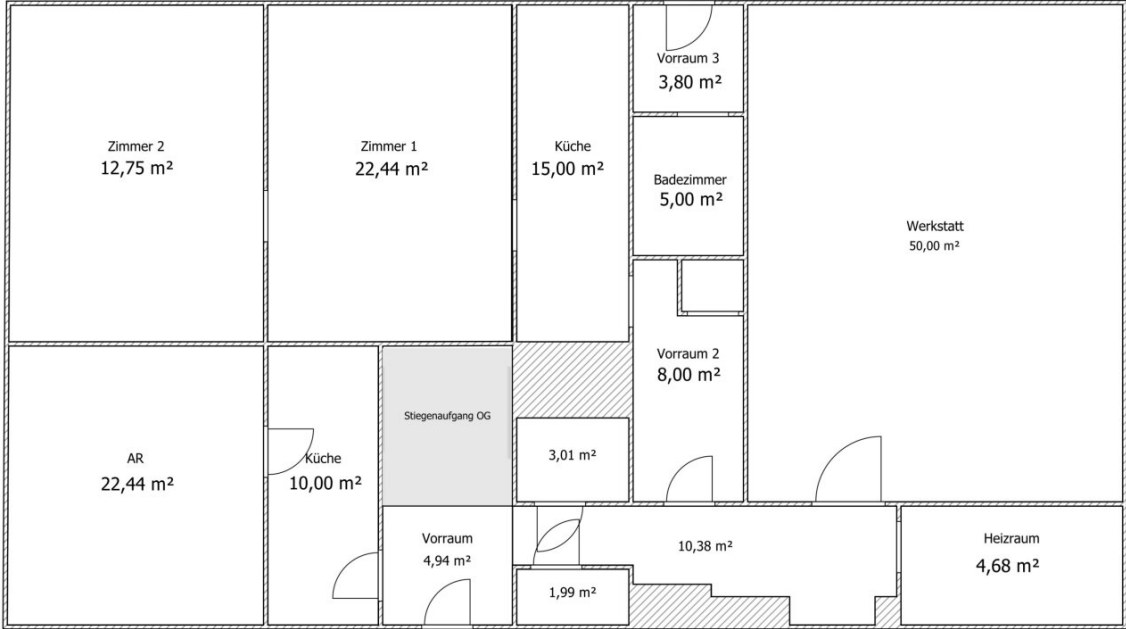 Vorraum 3
3,80 m²
Zimmer 2
12,75 m²
Zimmer 1
22,44 m²
Küche
15,00 m²
Badezimmer
5,00 m²
Werkstatt
50,00 m²
Vorraum 2
8,00 m²
Stiegenaufgang OG
AR
22,44 m²
Küche
10,00 m²
3,01 m²
Vorraum
4,94 m²
10,38 m²
Heizraum
4,68 m²
1,99 m²